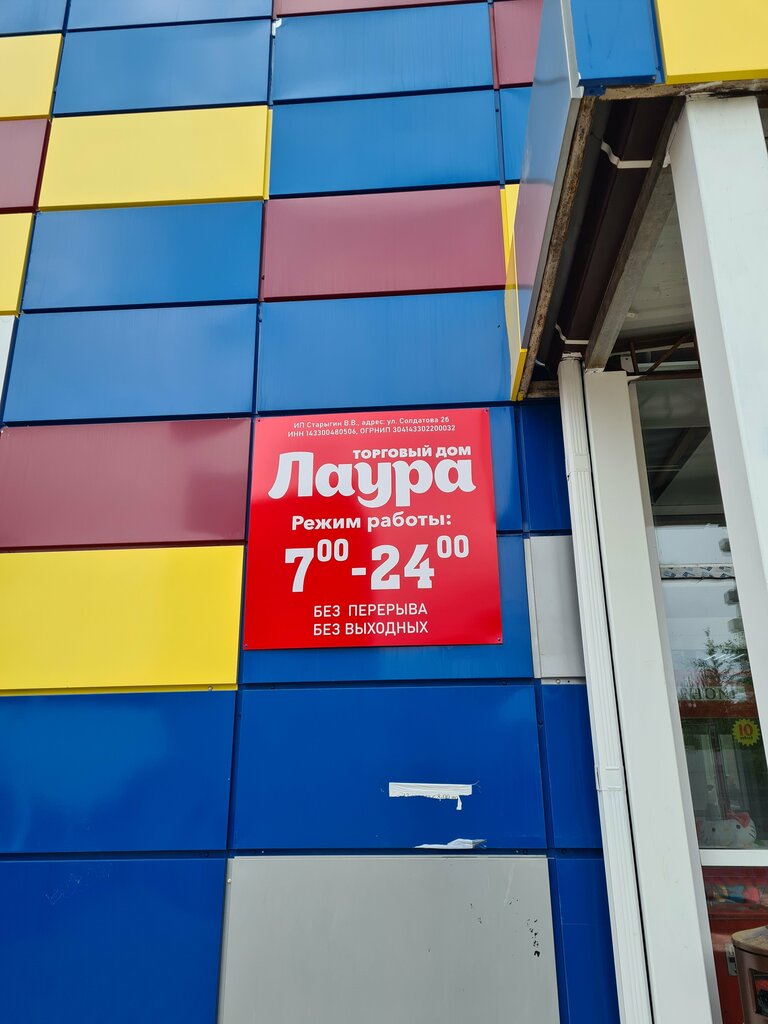 ИП Старыгин В.В., адрес: ул. Солдатова 26
ИНН 143300480506, ОГРНИП 304143302200032
ТОРГОВЫЙ ДОМ
Лаура
Режим работы:
7⁰⁰-24⁰⁰
БЕЗ ПЕРЕРЫВА
БЕЗ ВЫХОДНЫХ
10